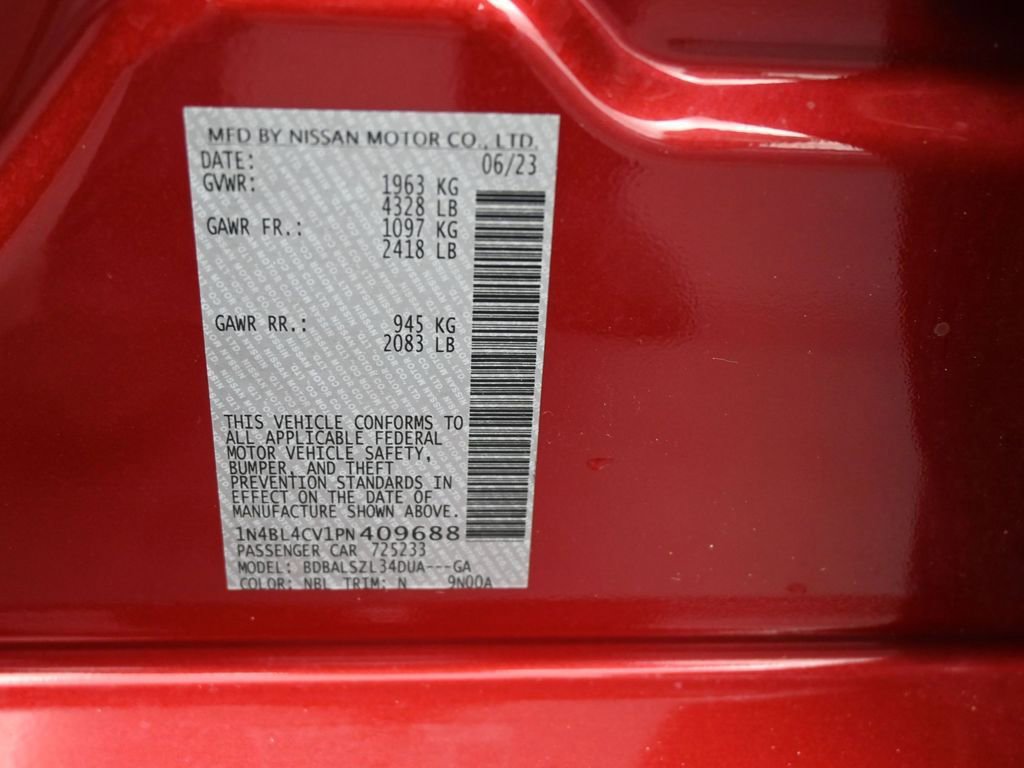 MFD BY NISSAN MOTOR CO., LTD.
DATE: 06/23
GVWR: 1963 KG
4328 LB
GAWR FR.: 1097 KG
2418 LB
GAWR RR.: 945 KG
2083 LB
THIS VEHICLE CONFORMS TO
ALL APPLICABLE FEDERAL
MOTOR VEHICLE SAFETY,
BUMPER, AND THEFT
PREVENTION STANDARDS IN
EFFECT ON THE DATE OF
MANUFACTURE SHOWN ABOVE.
1N4BL4CV1PN409688
PASSENGER CAR 725233
MODEL: BDBALSZL34DUA---GA
COLOR: NBL TRIM: N 9N00A